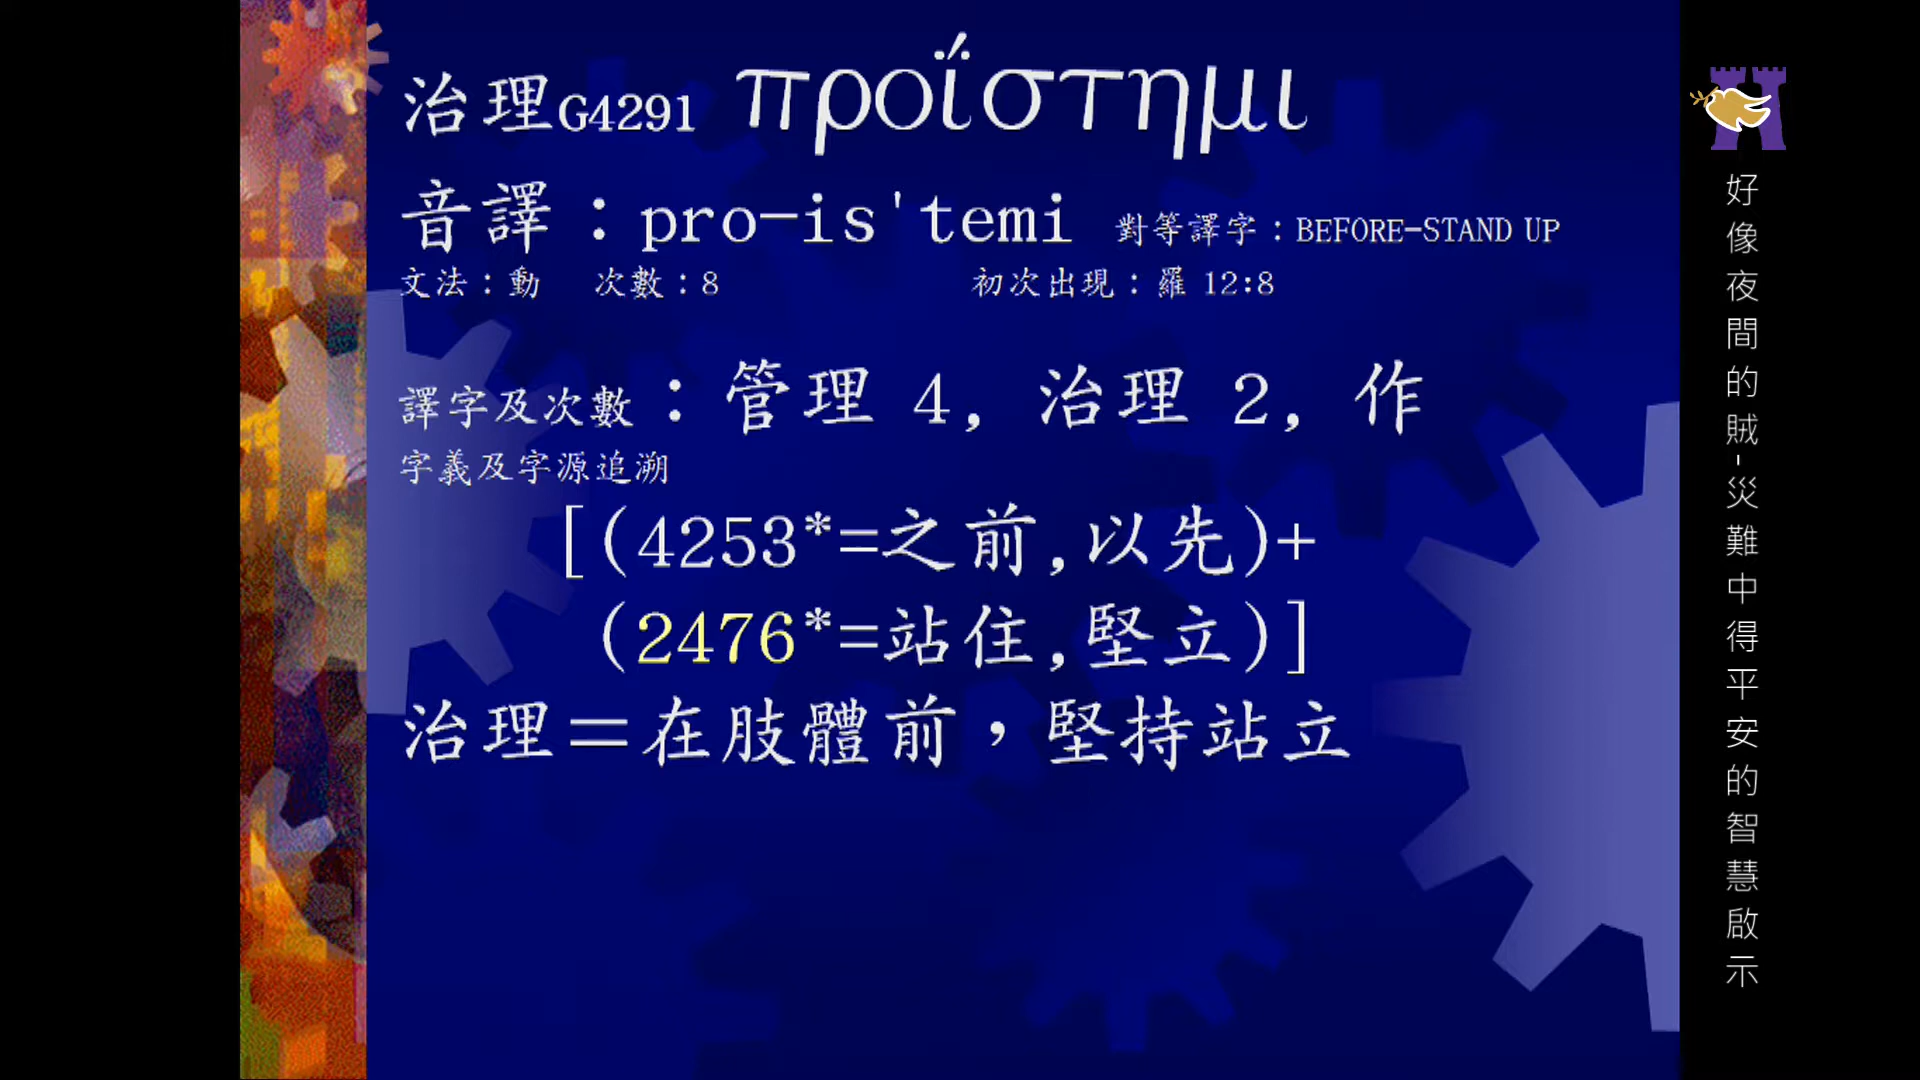 治理G4291 προΐστημι
音譯：pro-is'temi 對等譯字：BEFORE-STAND UP
文法：動 次數：8 初次出現：羅 12:8
譯字及次數：管理 4, 治理 2, 作
字義及字源追溯
[(4253*=之前,以先)+
(2476*=站住,堅立)]
治理＝在肢體前，堅持站立
好像夜間的賊-災難中得平安的智慧啟示